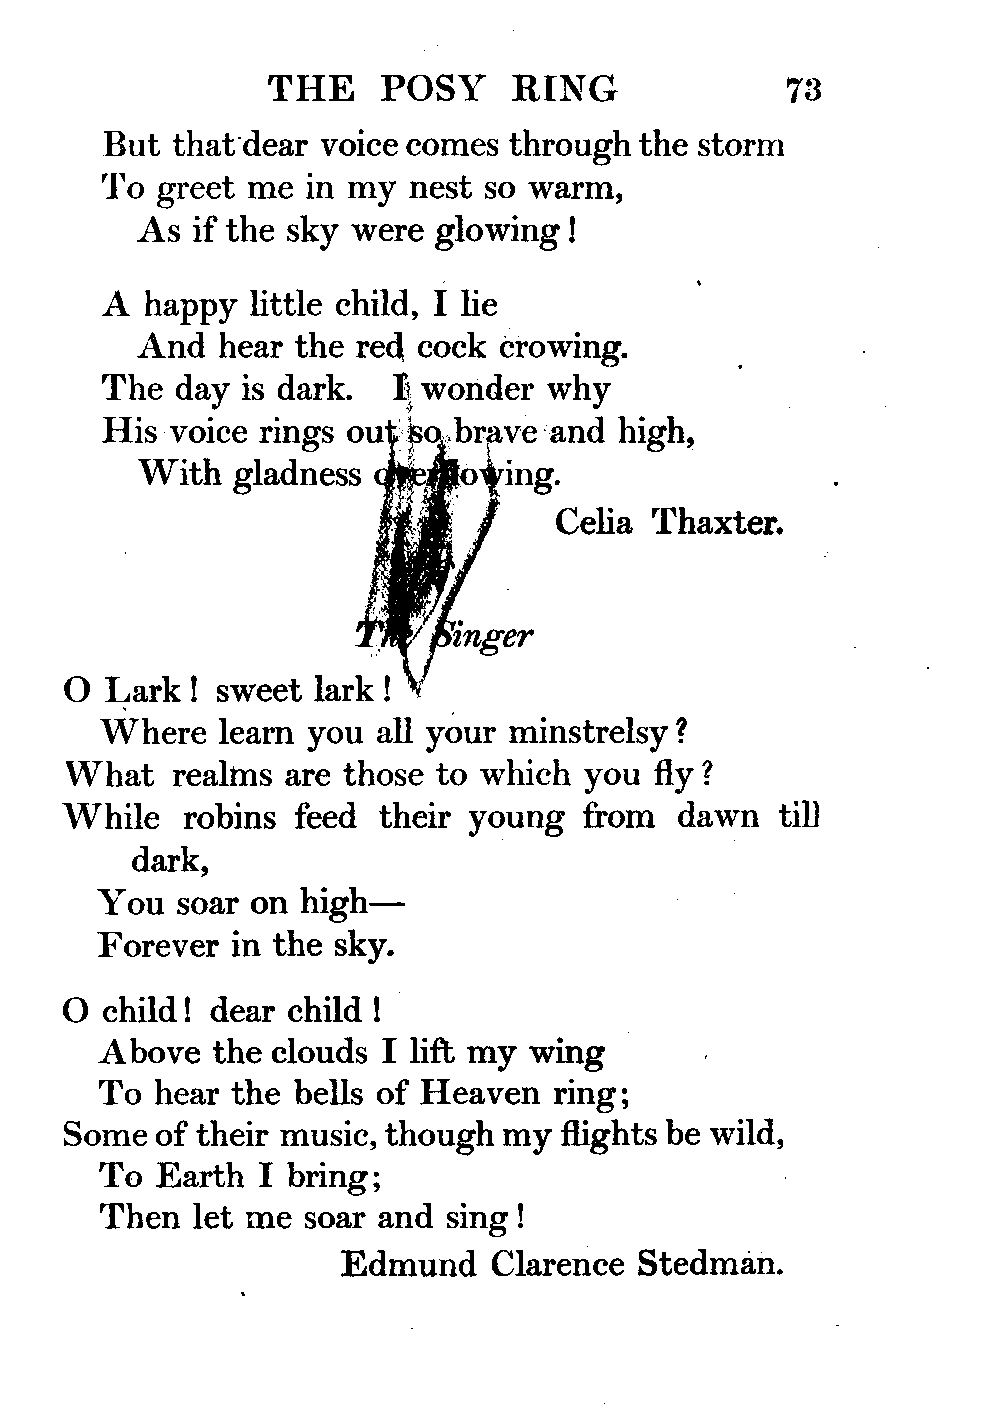 THE POSY RING 73
But that dear voice comes through the storm
To greet me in my nest so warm,
As if the sky were glowing!
A happy little child, I lie
And hear the red cock crowing.
The day is dark. I wonder why
His voice rings out so brave and high,
With gladness overflowing.
Celia Thaxter.
The Singer
O Lark! sweet lark!
Where learn you all your minstrelsy?
What realms are those to which you fly?
While robins feed their young from dawn till
dark,
You soar on high—
Forever in the sky.
O child! dear child!
Above the clouds I lift my wing
To hear the bells of Heaven ring;
Some of their music, though my flights be wild,
To Earth I bring;
Then let me soar and sing!
Edmund Clarence Stedman.